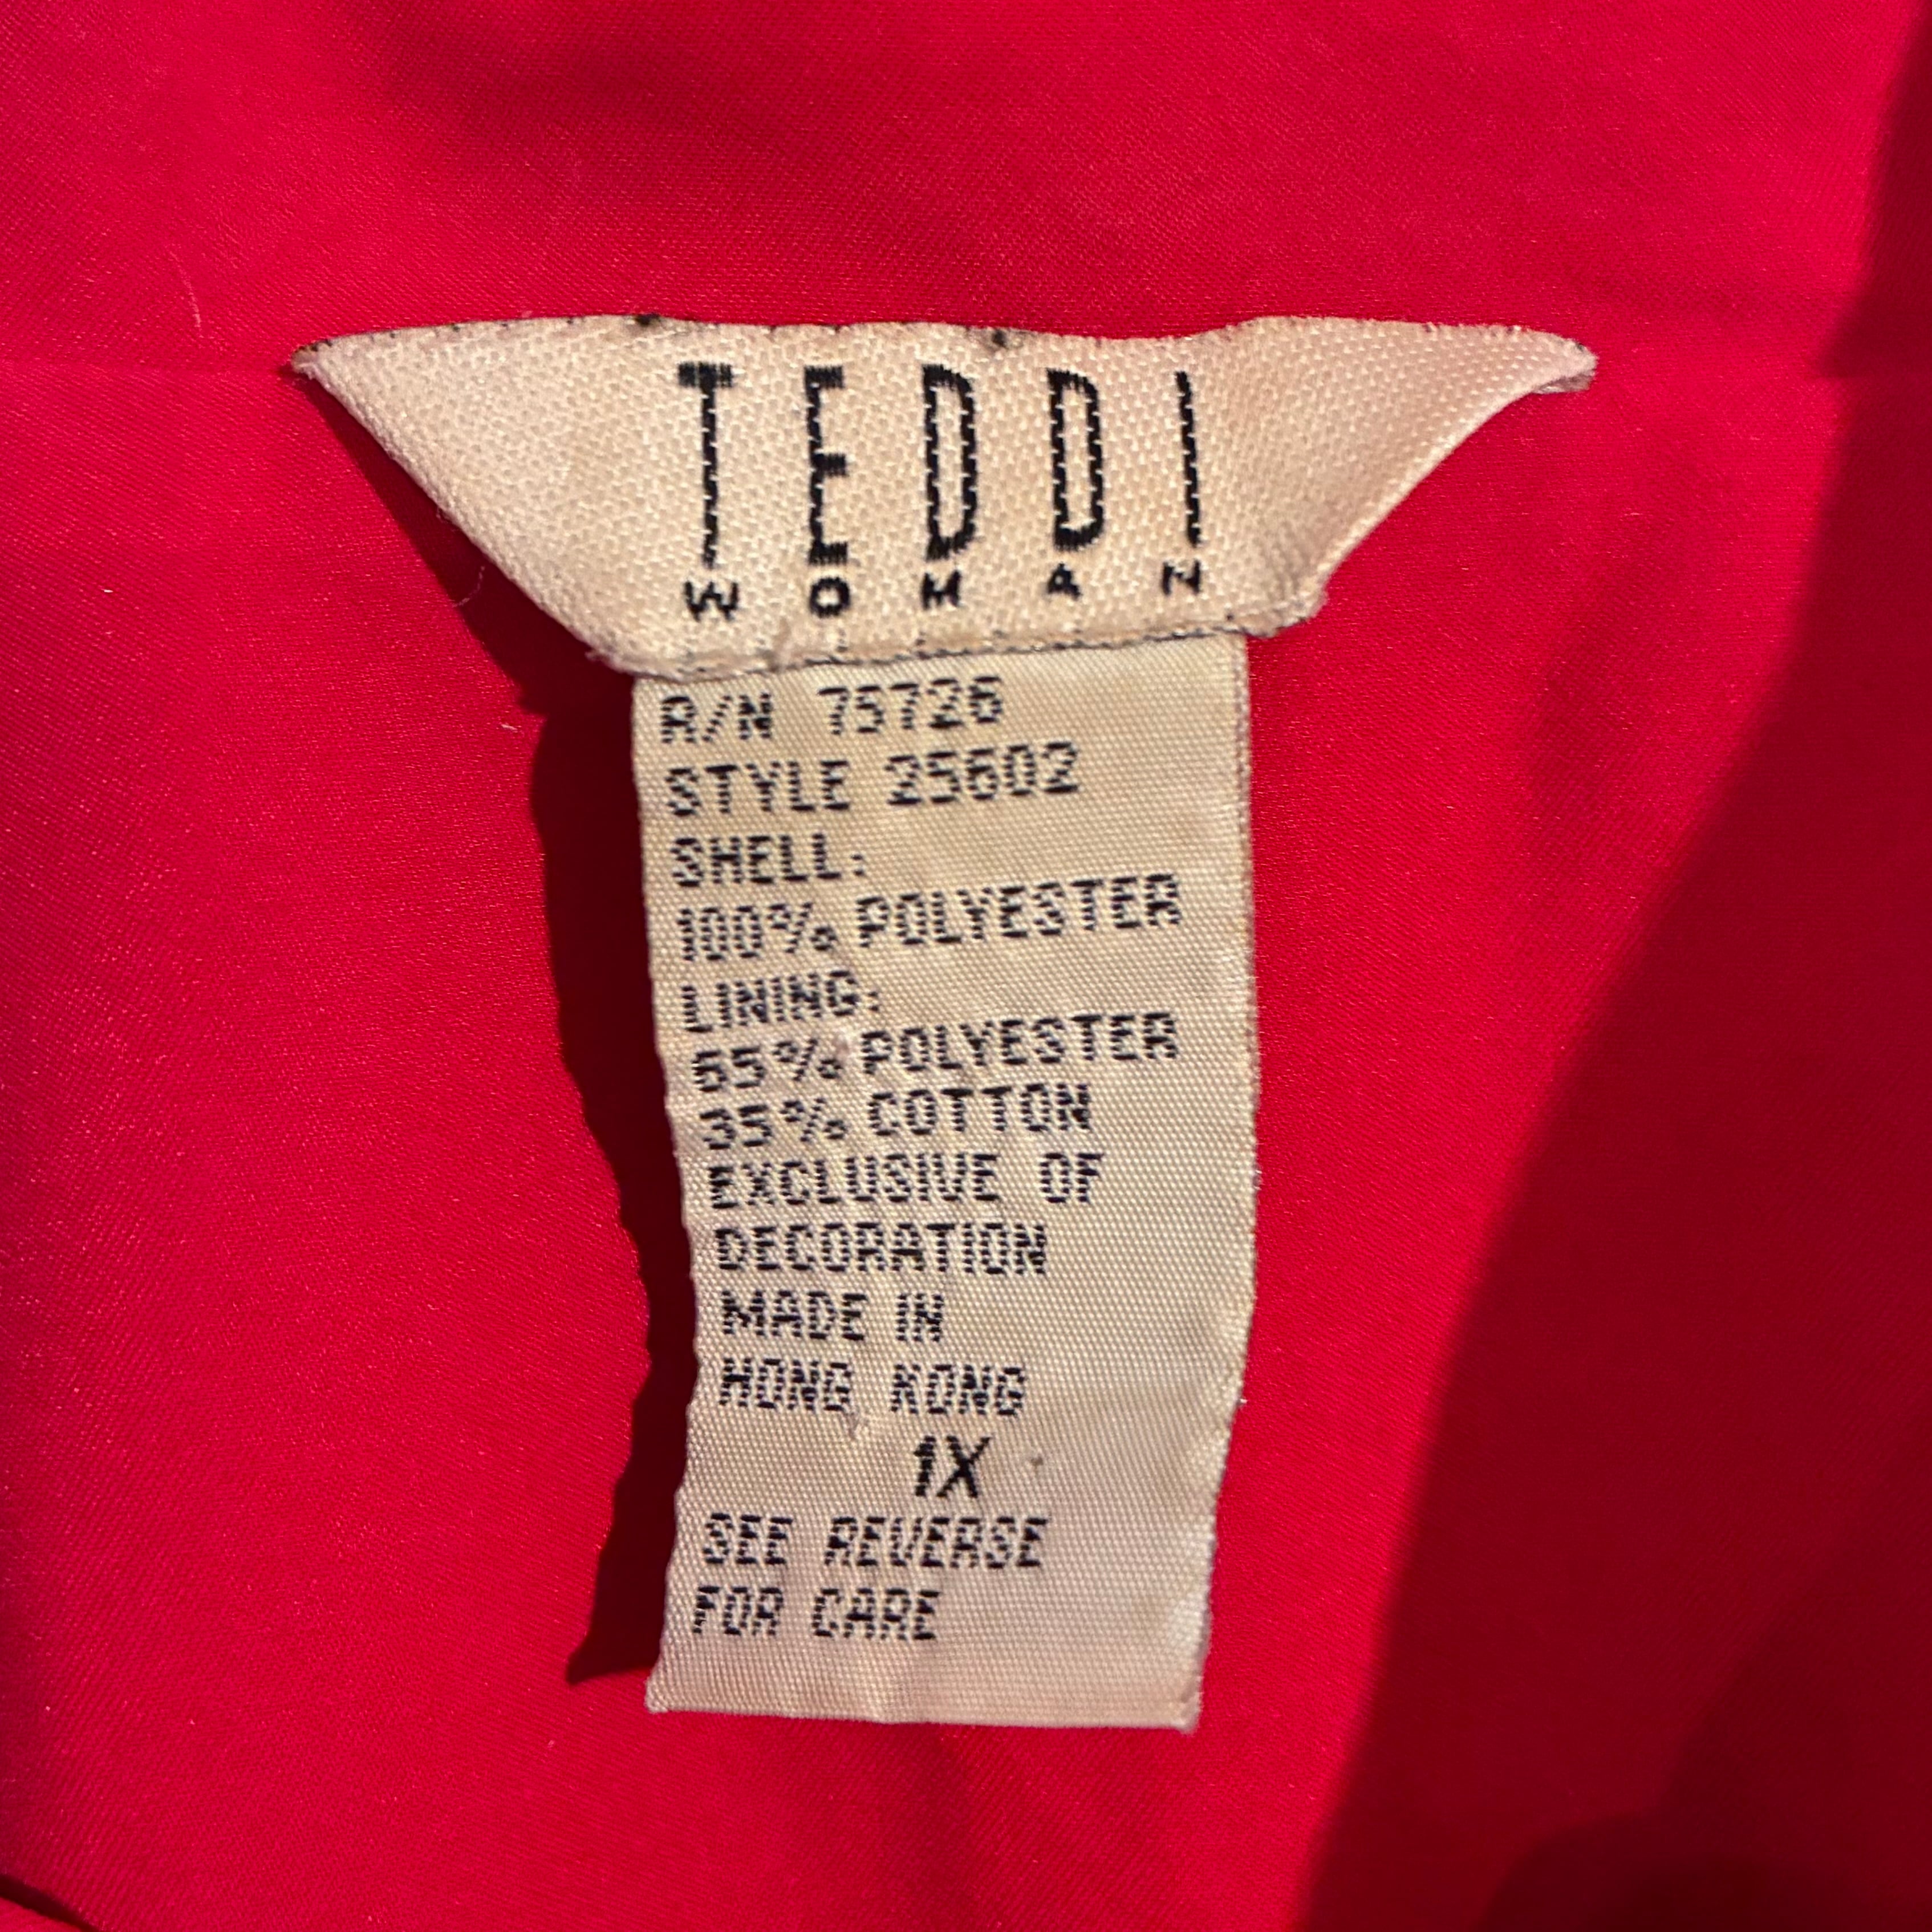 TEDDI
WOMAN
R/N 75726
STYLE 25602
SHELL:
100% POLYESTER
LINING:
65% POLYESTER
35% COTTON
EXCLUSIVE OF
DECORATION
MADE IN
HONG KONG
1X
SEE REVERSE
FOR CARE